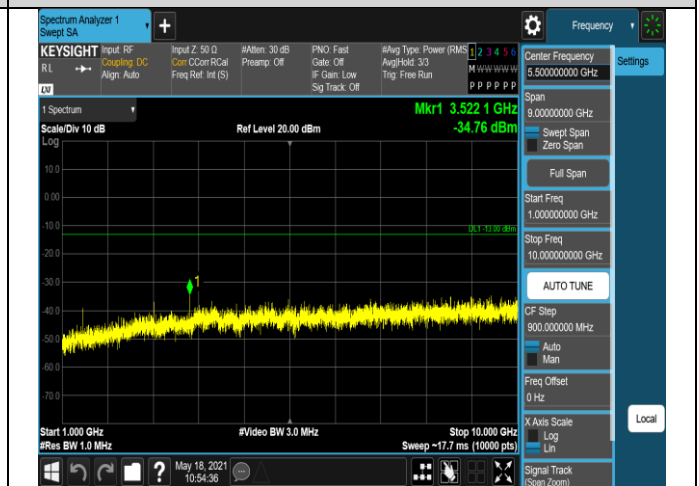 Spectrum Analyzer 1
Swept SA
+
Frequency
KEYSIGHT
RL
LXI
Input: RF
Coupling: DC
Align: Auto
Input Z: 50 Ω
Corr CCorr RCal
Freq Ref: Int (S)
#Atten: 30 dB
Preamp: Off
PNO: Fast
Gate: Off
IF Gain: Low
Sig Track: Off
#Avg Type: Power (RMS
Avg|Hold: 3/3
Trig: Free Run
1 2 3 4 5 6
M W W W W W
P P P P P P
1 Spectrum
Scale/Div 10 dB
Log
Ref Level 20.00 dBm
Mkr1 3.522 1 GHz
-34.76 dBm
10.0
0.00
-10.0
-20.0
-30.0
-40.0
-50.0
-60.0
-70.0
DL1 -13.00 dBm
1
Start 1.000 GHz
#Res BW 1.0 MHz
#Video BW 3.0 MHz
Stop 10.000 GHz
Sweep ~17.7 ms (10000 pts)
Center Frequency
5.500000000 GHz
Span
9.00000000 GHz
Swept Span
Zero Span
Full Span
Start Freq
1.000000000 GHz
Stop Freq
10.000000000 GHz
AUTO TUNE
CF Step
900.000000 MHz
Auto
Man
Freq Offset
0 Hz
X Axis Scale
Log
Lin
Signal Track
(Span Zoom)
Settings
Local
?
May 18, 2021
10:54:36